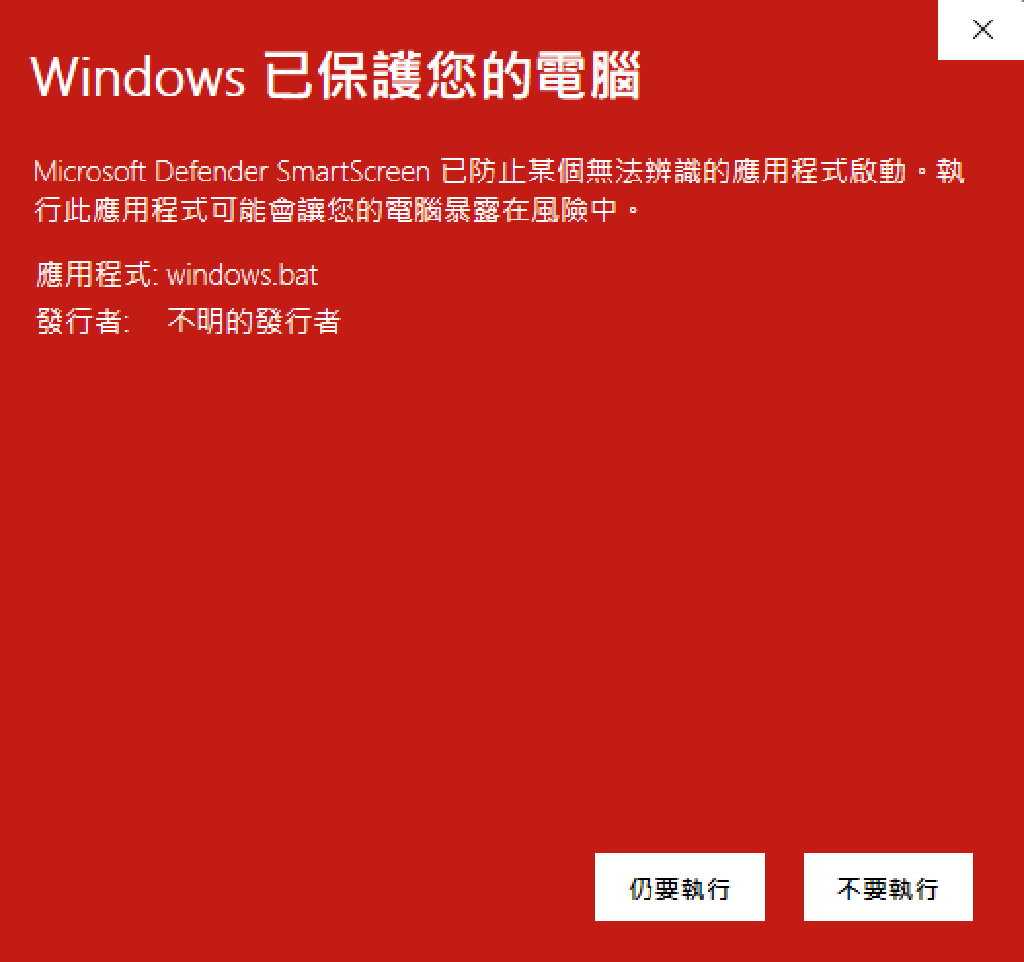 Windows 已保護您的電腦
Microsoft Defender SmartScreen 已防止某個無法辨識的應用程式啟動。執
行此應用程式可能會讓您的電腦暴露在風險中。
應用程式: windows.bat
發行者: 不明的發行者
仍要執行 不要執行